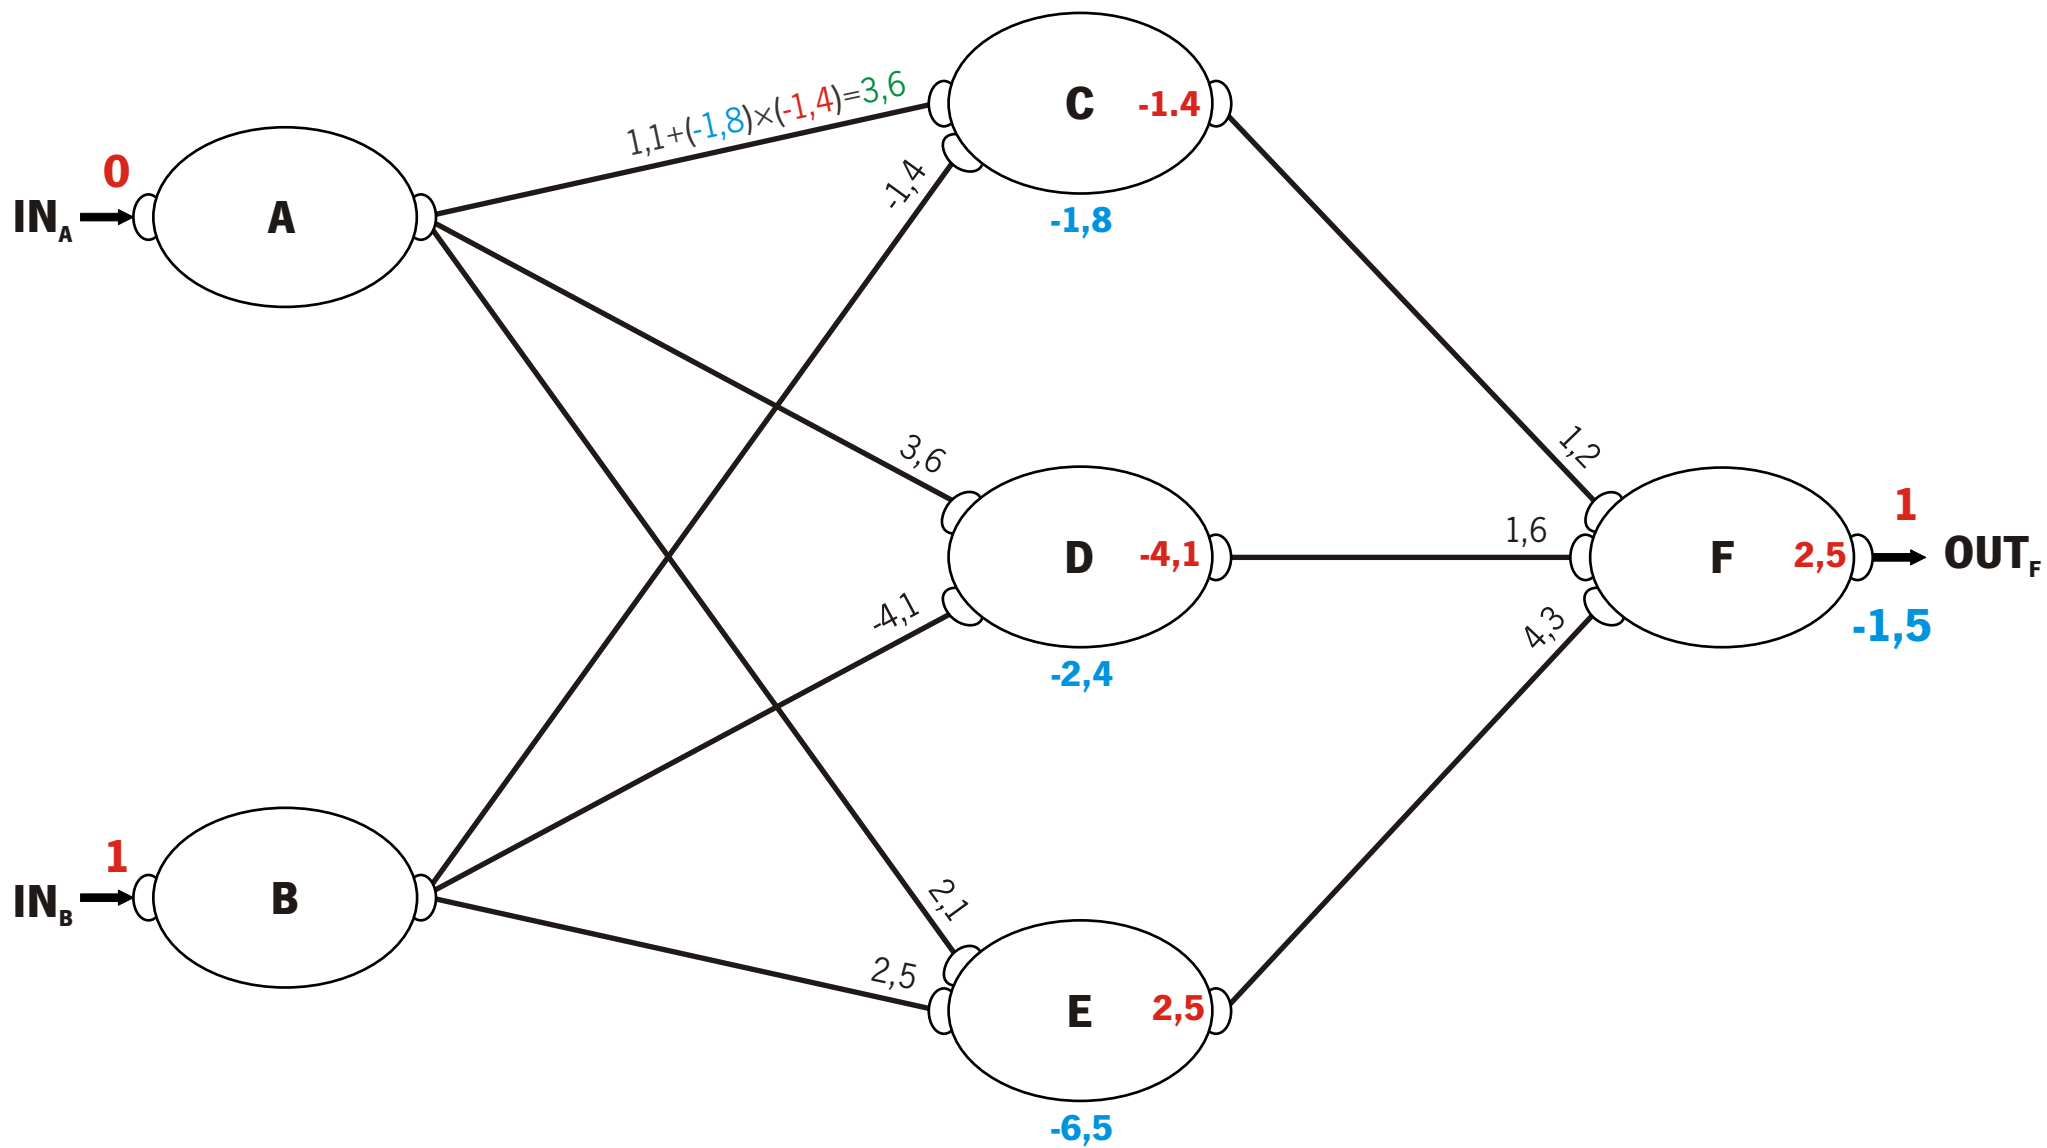 1,1+(-1,8)×(-1,4)=3,6
C
-1.4
-1,4
-1,8
0
IN_A
A
3,6
1,2
D
-4,1
-4,1
-2,4
1,6
4,3
F
2,5
1
OUT_F
-1,5
1
IN_B
B
2,1
2,5
E
2,5
-6,5